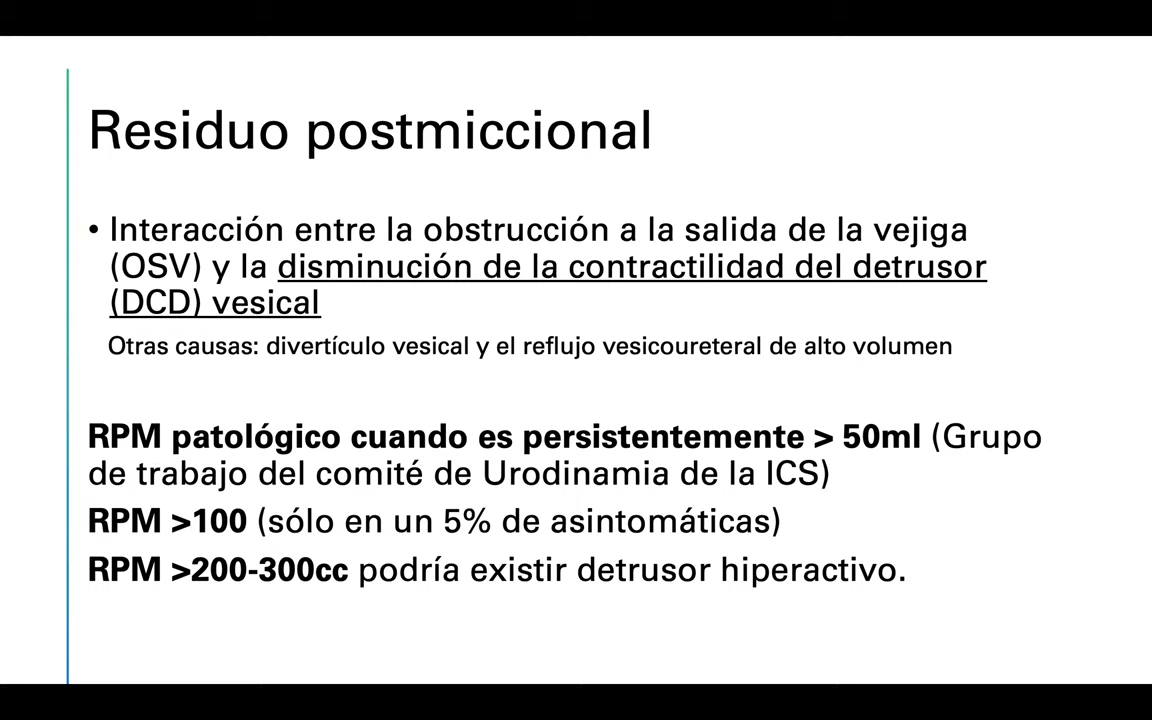 Residuo postmiccional
• Interacción entre la obstrucción a la salida de la vejiga
(OSV) y la disminución de la contractilidad del detrusor
(DCD) vesical
Otras causas: divertículo vesical y el reflujo vesicoureteral de alto volumen
RPM patológico cuando es persistentemente > 50ml (Grupo
de trabajo del comité de Urodinamia de la ICS)
RPM >100 (sólo en un 5% de asintomáticas)
RPM >200-300cc podría existir detrusor hiperactivo.